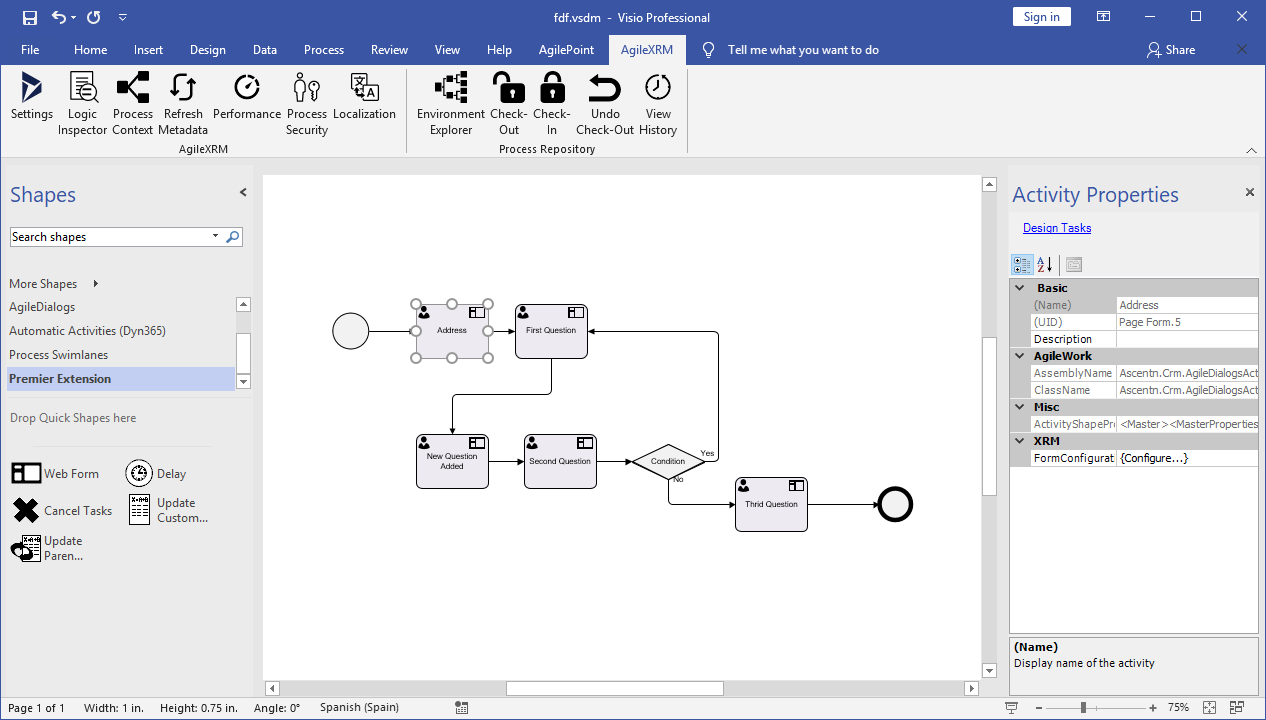 fdf.vsdm - Visio Professional
Sign in
File Home Insert Design Data Process Review View Help AgilePoint AgileXRM Tell me what you want to do Share
Settings
Logic Inspector
Process Context
Refresh Metadata
Performance
Process Security
Localization
AgileXRM
Environment Explorer
Check-Out
Check-In
Undo Check-Out
View History
Process Repository
Shapes
Search shapes
More Shapes
AgileDialogs
Automatic Activities (Dyn365)
Process Swimlanes
Premier Extension
Drop Quick Shapes here
Web Form
Delay
Cancel Tasks
Update Custom...
Update Paren...
Address
First Question
New Question
Added
Second Question
Condition
Yes
No
Thrid Question
Activity Properties
Design Tasks
Basic
(Name) Address
(UID) Page Form.5
Description
AgileWork
AssemblyName Ascentn.Crm.AgileDialogsAct
ClassName Ascentn.Crm.AgileDialogsAct
Misc
ActivityShapePr <Master><MasterProperties
XRM
FormConfigurati {Configure...}
(Name)
Display name of the activity
Page 1 of 1 Width: 1 in. Height: 0.75 in. Angle: 0° Spanish (Spain) 75%